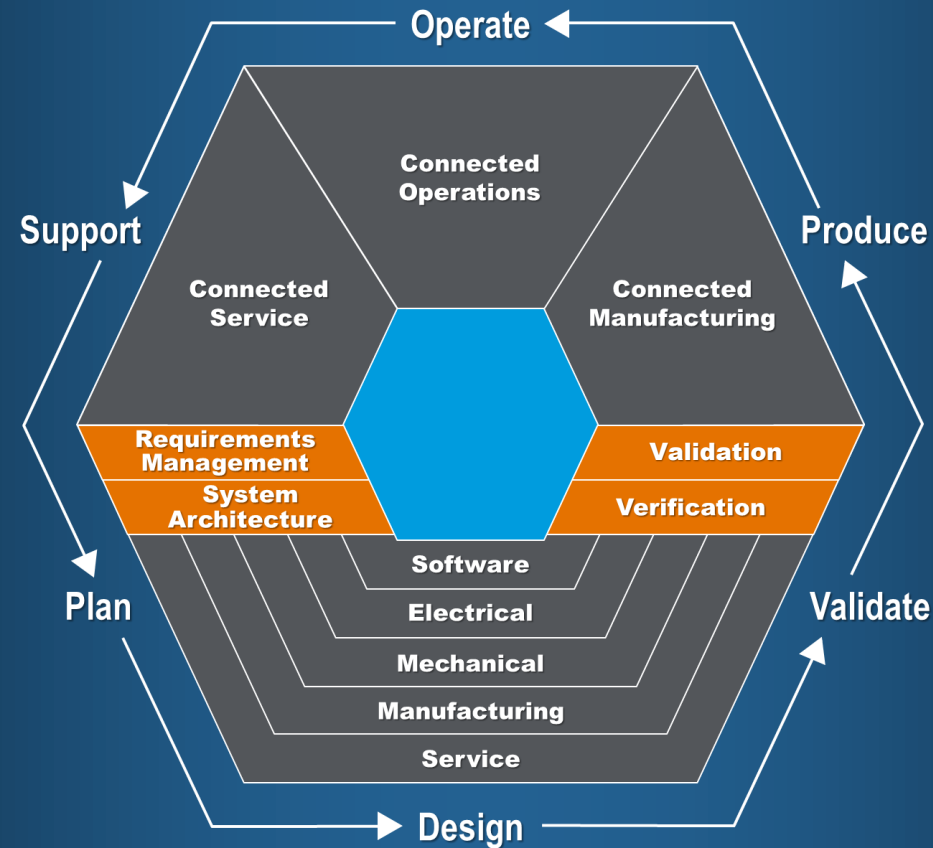 Operate
Connected
Operations
Support
Produce
Connected
Service
Connected
Manufacturing
Requirements
Management
Validation
System
Architecture
Verification
Software
Electrical
Plan
Validate
Mechanical
Manufacturing
Service
Design